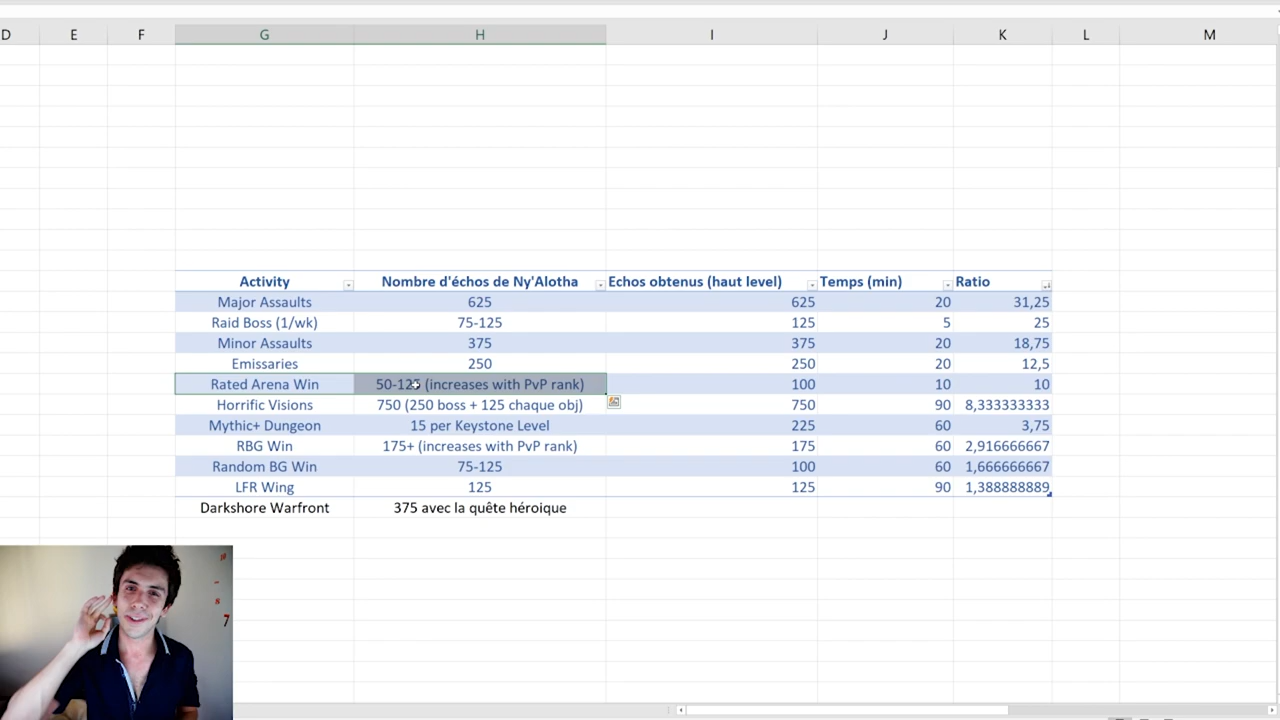 D E F G H I J K L M
Activity Nombre d'échos de Ny'Alotha Echos obtenus (haut level) Temps (min) Ratio
Major Assaults 625 625 20 31,25
Raid Boss (1/wk) 75-125 125 5 25
Minor Assaults 375 375 20 18,75
Emissaries 250 250 20 12,5
Rated Arena Win 50-125 (increases with PvP rank) 100 10 10
Horrific Visions 750 (250 boss + 125 chaque obj) 750 90 8,333333333
Mythic+ Dungeon 15 per Keystone Level 225 60 3,75
RBG Win 175+ (increases with PvP rank) 175 60 2,916666667
Random BG Win 75-125 100 60 1,666666667
LFR Wing 125 125 90 1,388888889
Darkshore Warfront 375 avec la quête héroique
7